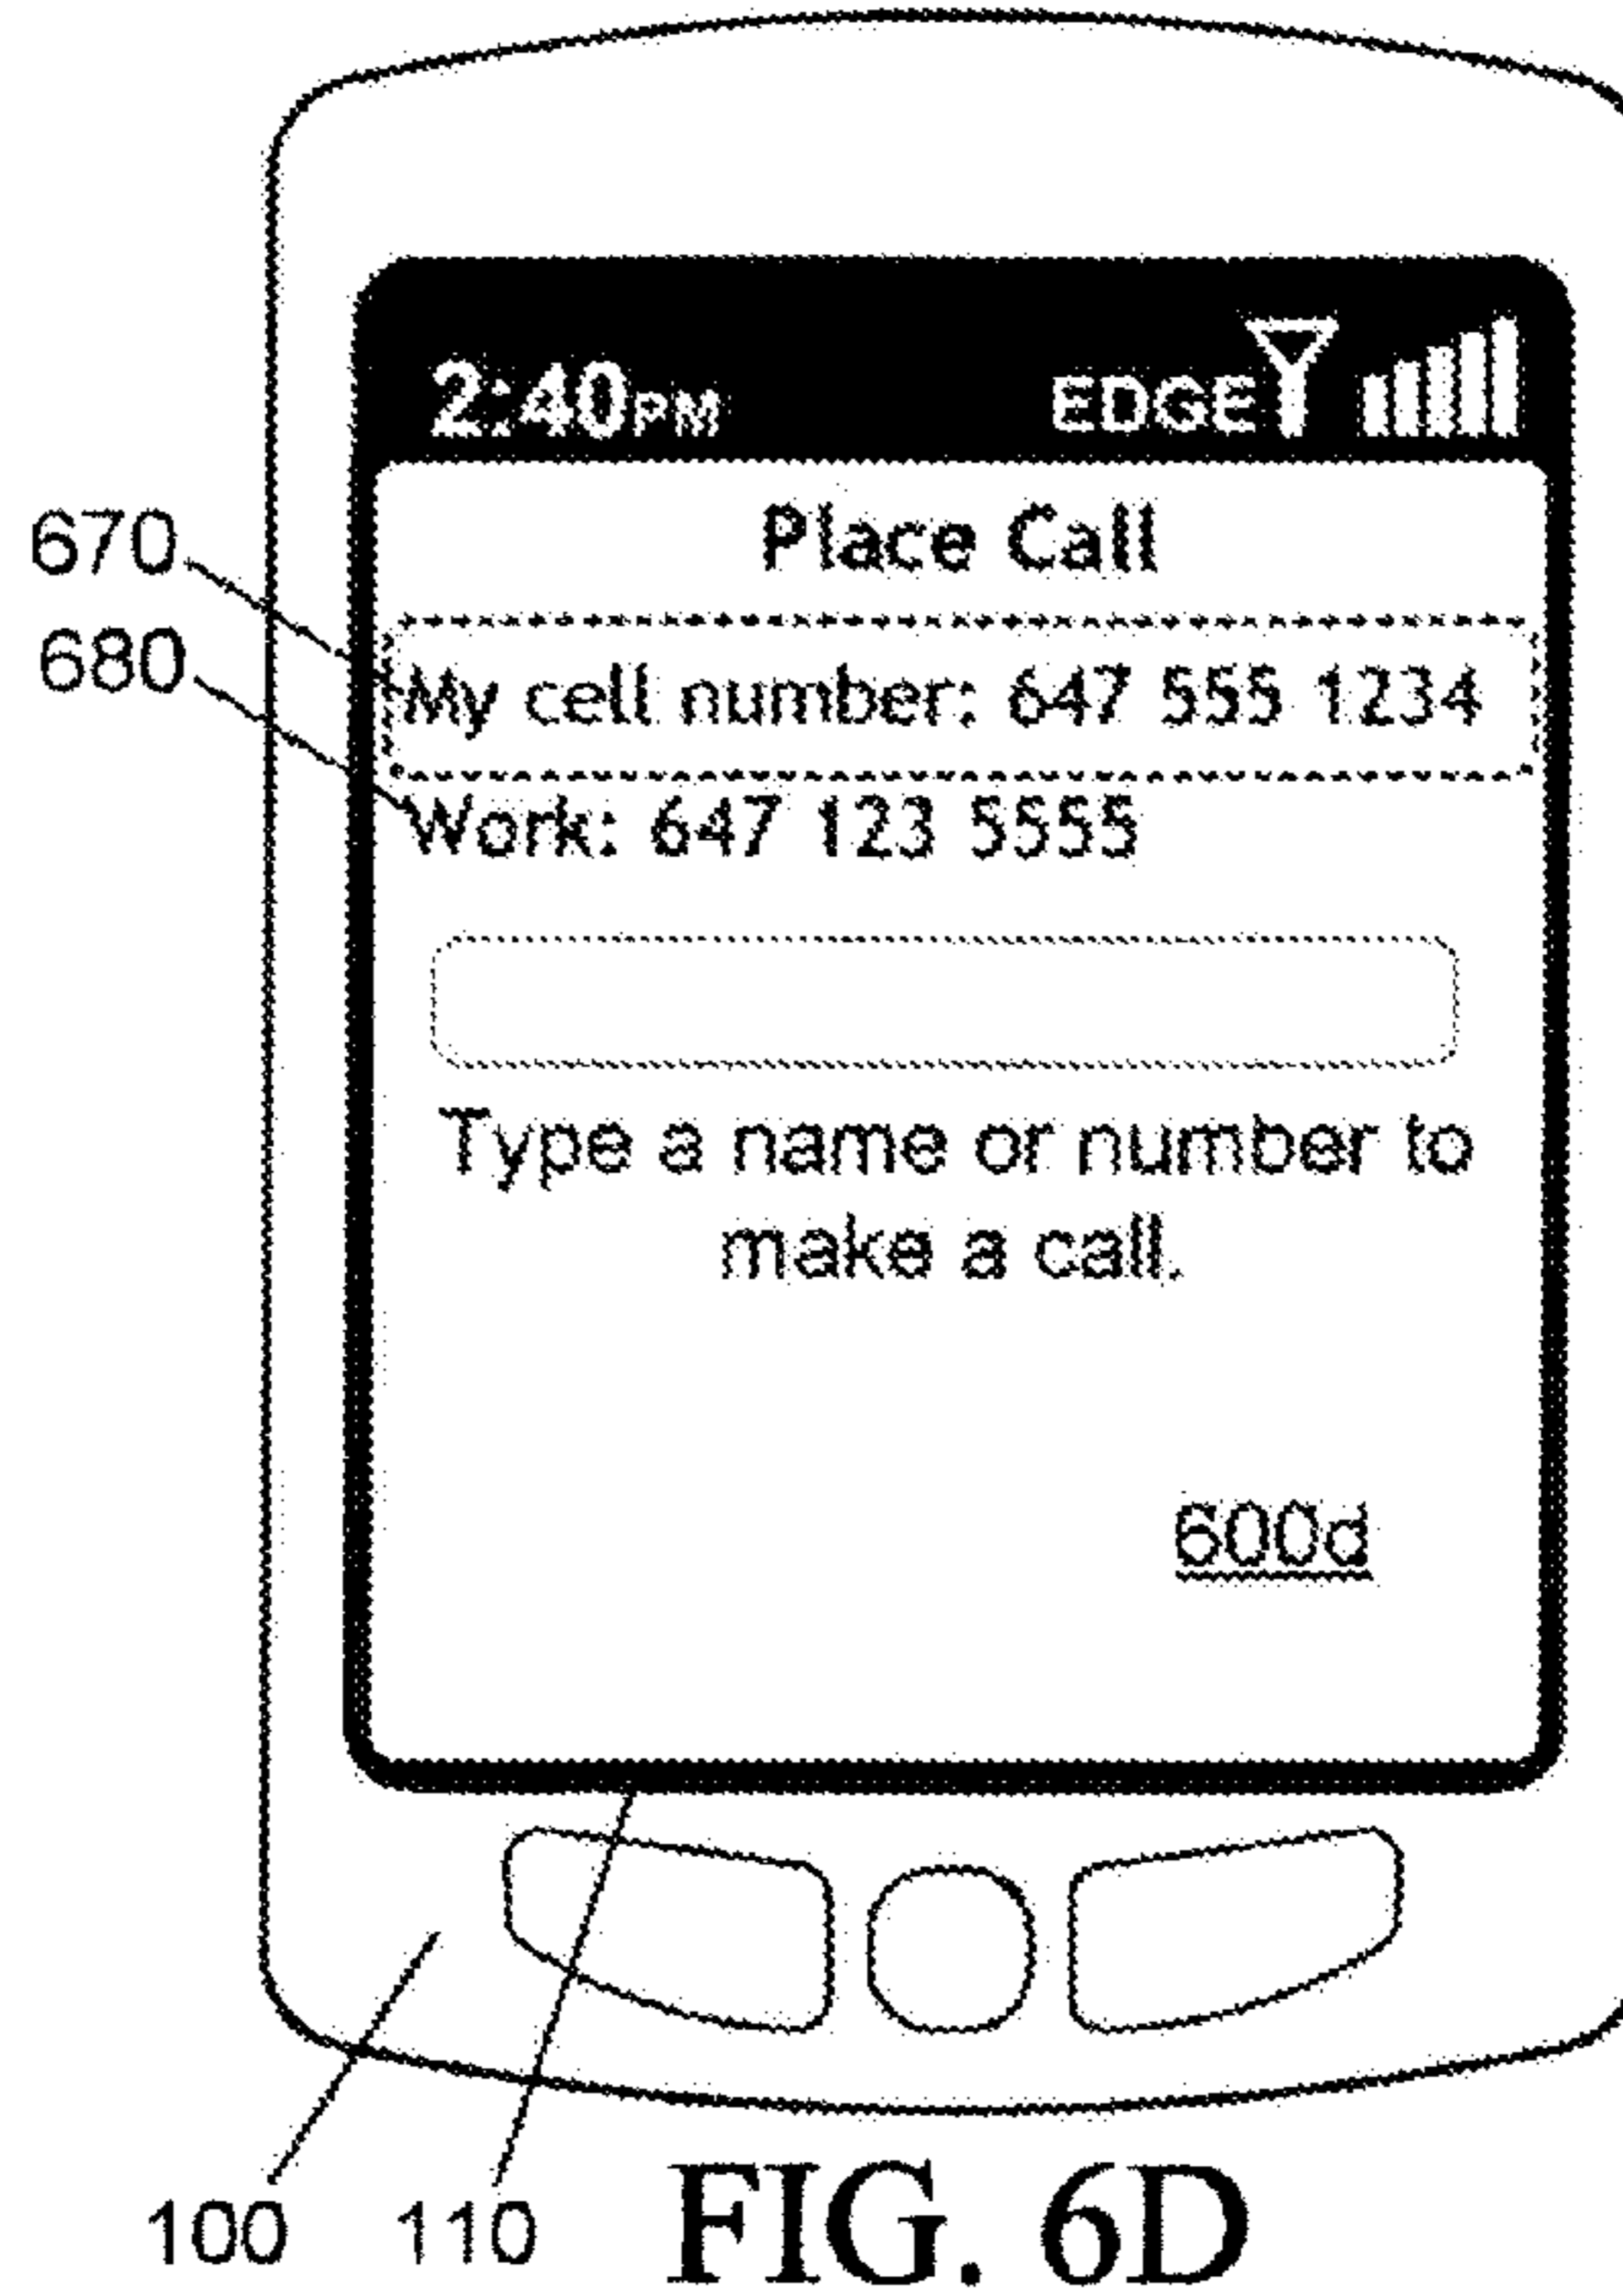 2:40PM EDGE
Place Call
670
680
My cell number: 647 555 1234
Work: 647 123 5555
Type a name or number to
make a call.
600d
100 110 FIG. 6D